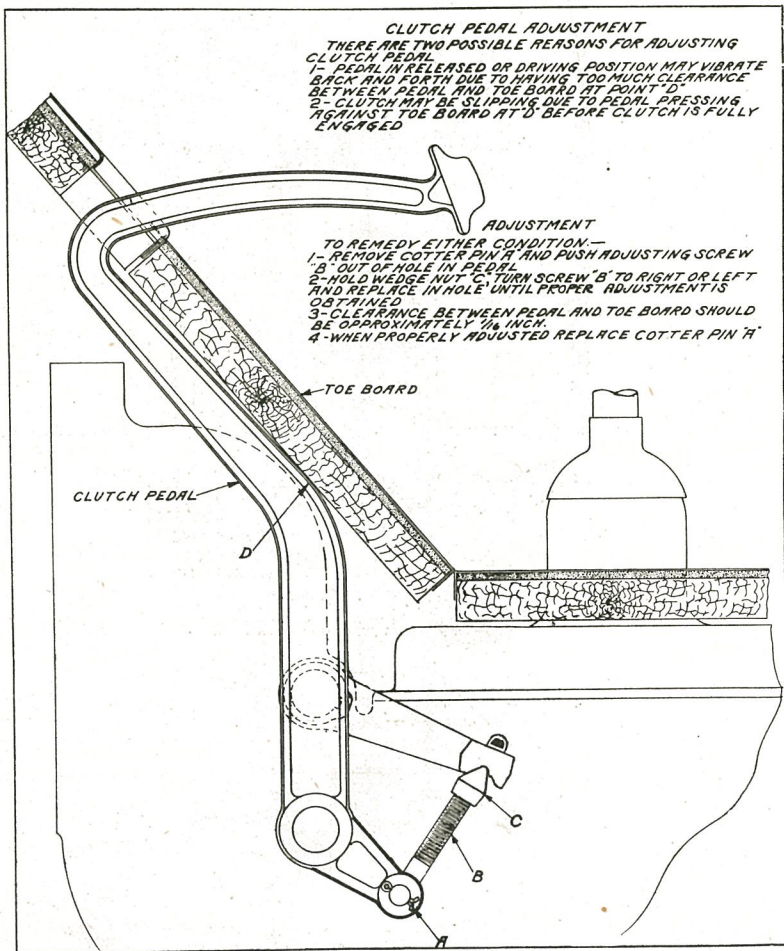 CLUTCH PEDAL ADJUSTMENT
THERE ARE TWO POSSIBLE REASONS FOR ADJUSTING
CLUTCH PEDAL
1- PEDAL IN RELEASED OR DRIVING POSITION MAY VIBRATE
BACK AND FORTH DUE TO HAVING TOO MUCH CLEARANCE
BETWEEN PEDAL AND TOE BOARD AT POINT "D"
2- CLUTCH MAY BE SLIPPING DUE TO PEDAL PRESSING
AGAINST TOE BOARD AT "D" BEFORE CLUTCH IS FULLY
ENGAGED
ADJUSTMENT
TO REMEDY EITHER CONDITION.—
1- REMOVE COTTER PIN "A" AND PUSH ADJUSTING SCREW
"B" OUT OF HOLE IN PEDAL
2- HOLD WEDGE NUT "C", TURN SCREW "B" TO RIGHT OR LEFT
AND REPLACE IN HOLE UNTIL PROPER ADJUSTMENT IS
OBTAINED
3- CLEARANCE BETWEEN PEDAL AND TOE BOARD SHOULD
BE OPPROXIMATELY 1/16 INCH.
4- WHEN PROPERLY ADJUSTED REPLACE COTTER PIN "A"
TOE BOARD
CLUTCH PEDAL
D
C
B
A